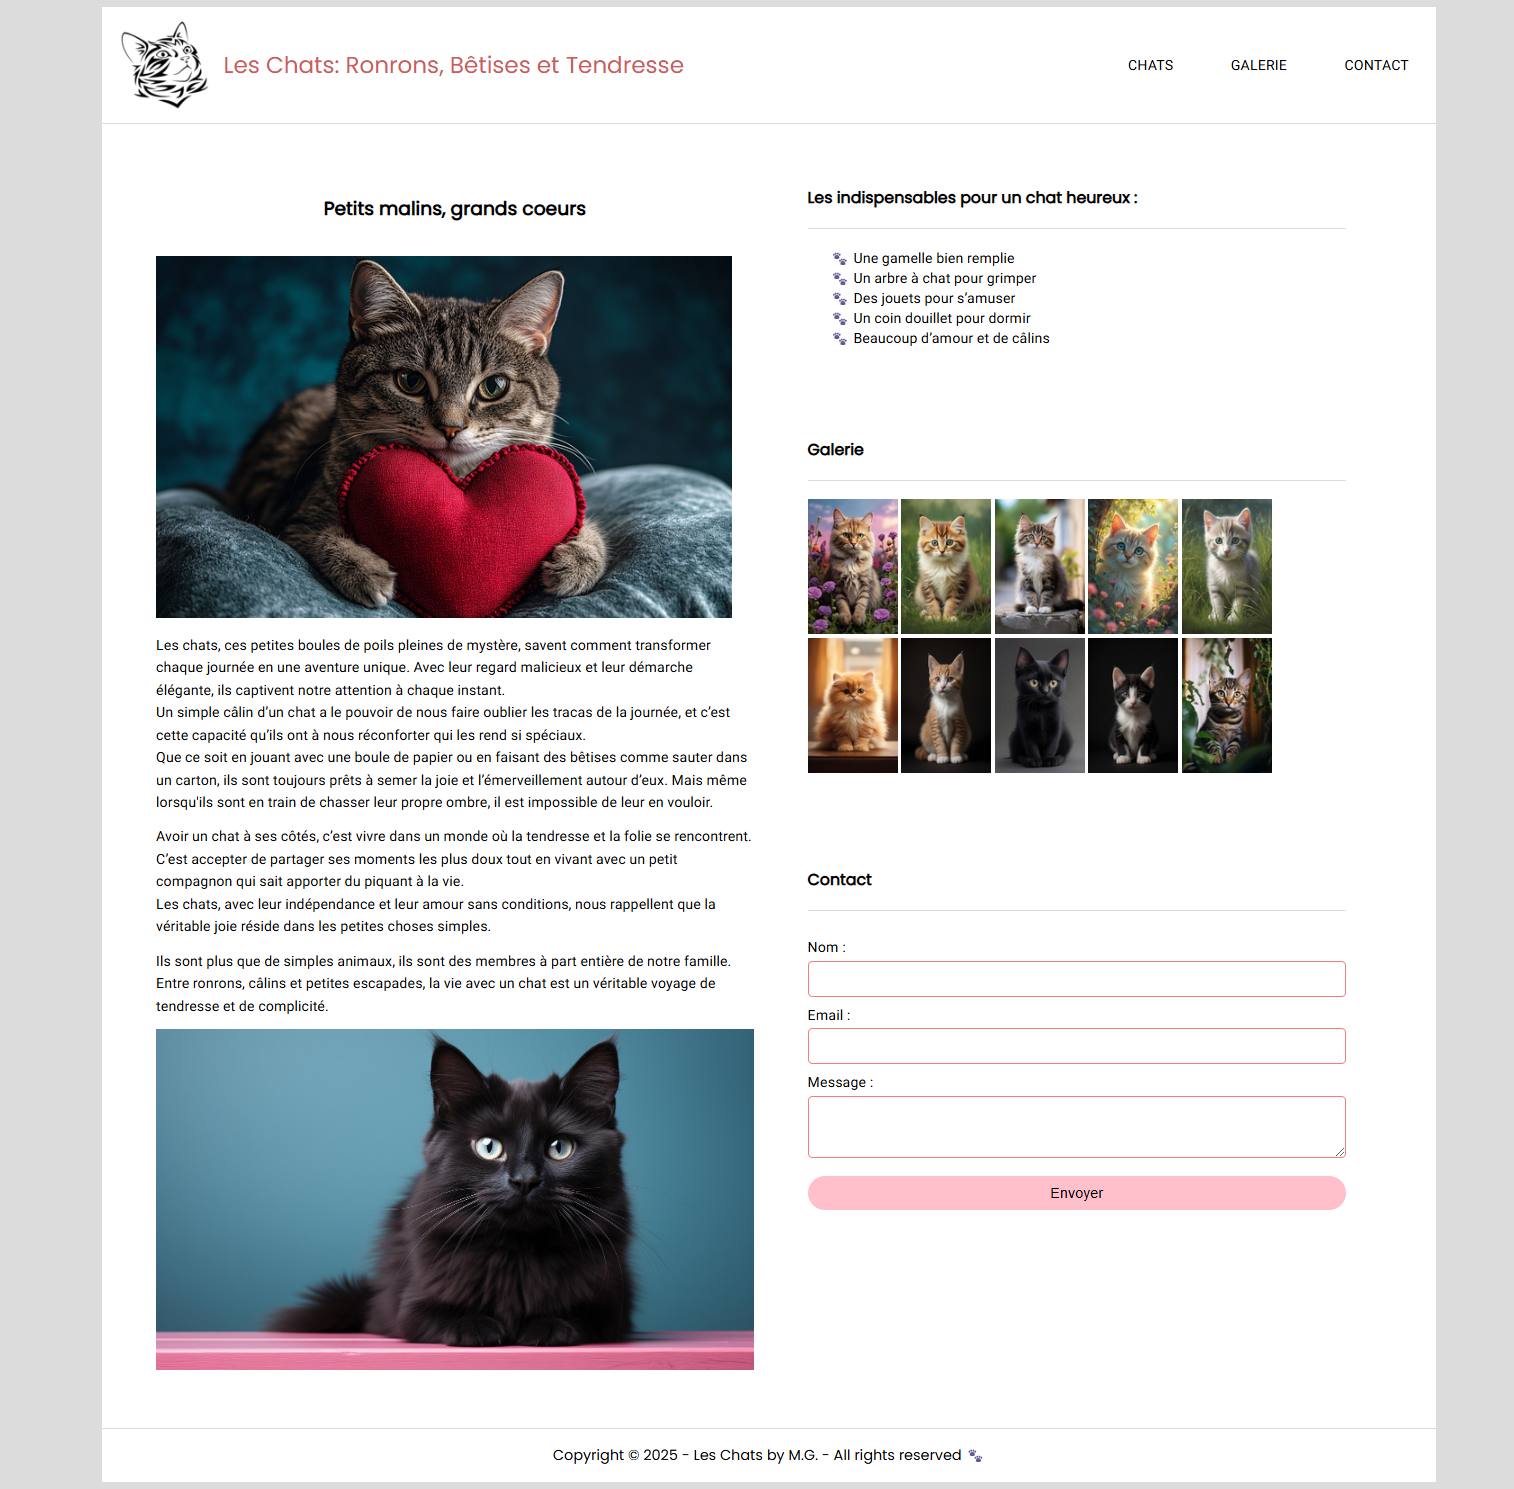 Les Chats: Ronrons, Bêtises et Tendresse
CHATS
GALERIE
CONTACT
Petits malins, grands coeurs
Les chats, ces petites boules de poils pleines de mystère, savent comment transformer
chaque journée en une aventure unique. Avec leur regard malicieux et leur démarche
élégante, ils captivent notre attention à chaque instant.
Un simple câlin d’un chat a le pouvoir de nous faire oublier les tracas de la journée, et c’est
cette capacité qu’ils ont à nous réconforter qui les rend si spéciaux.
Que ce soit en jouant avec une boule de papier ou en faisant des bêtises comme sauter dans
un carton, ils sont toujours prêts à semer la joie et l’émerveillement autour d’eux. Mais même
lorsqu'ils sont en train de chasser leur propre ombre, il est impossible de leur en vouloir.
Avoir un chat à ses côtés, c’est vivre dans un monde où la tendresse et la folie se rencontrent.
C’est accepter de partager ses moments les plus doux tout en vivant avec un petit
compagnon qui sait apporter du piquant à la vie.
Les chats, avec leur indépendance et leur amour sans conditions, nous rappellent que la
véritable joie réside dans les petites choses simples.
Ils sont plus que de simples animaux, ils sont des membres à part entière de notre famille.
Entre ronrons, câlins et petites escapades, la vie avec un chat est un véritable voyage de
tendresse et de complicité.
Les indispensables pour un chat heureux :
🐾 Une gamelle bien remplie
🐾 Un arbre à chat pour grimper
🐾 Des jouets pour s’amuser
🐾 Un coin douillet pour dormir
🐾 Beaucoup d’amour et de câlins
Galerie
Contact
Nom :
Email :
Message :
Envoyer
Copyright © 2025 - Les Chats by M.G. - All rights reserved 🐾